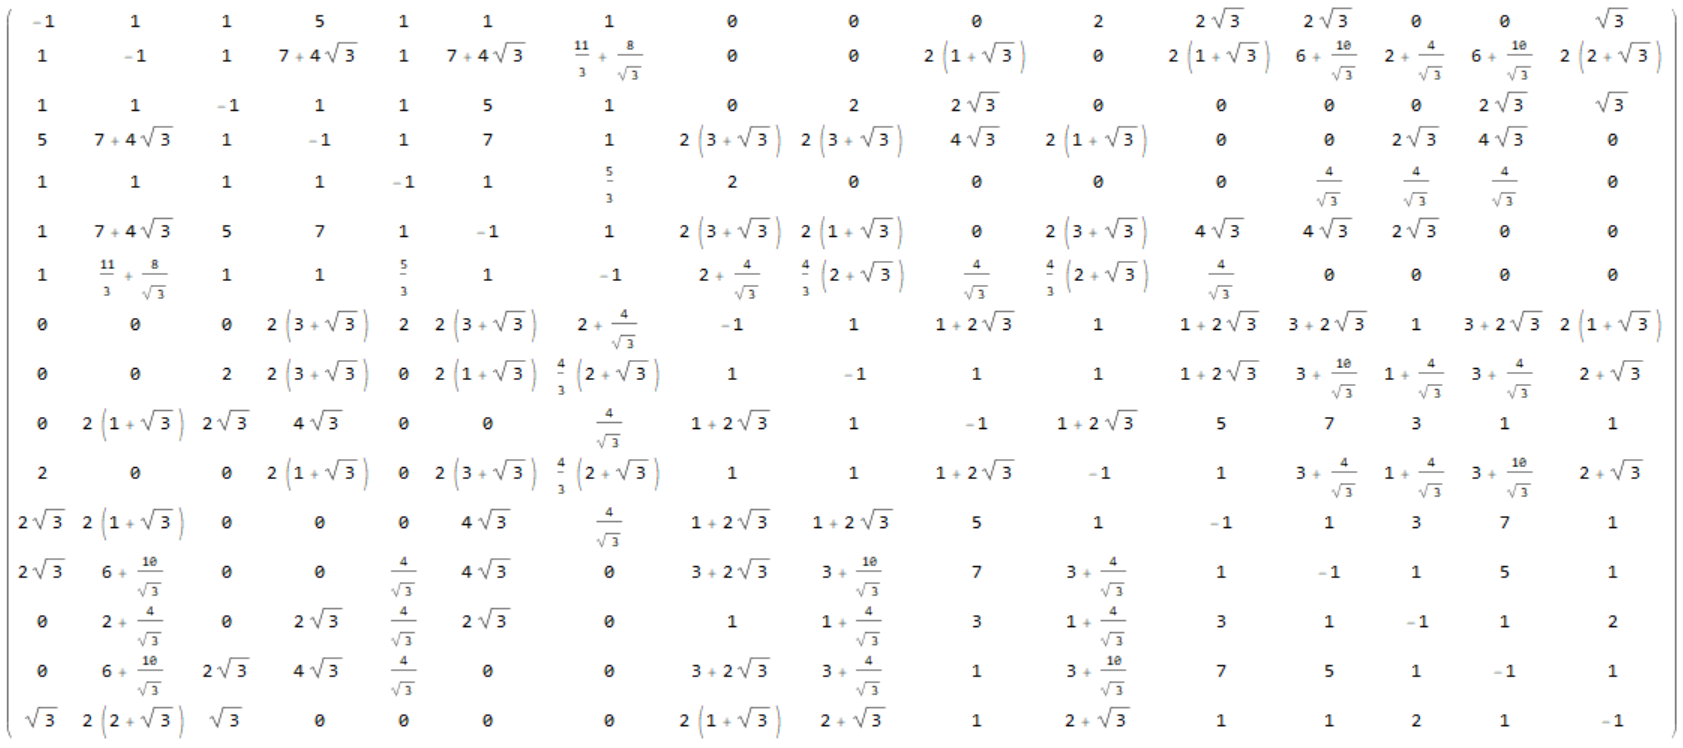 -1 1 1 5 1 1 1 0 0 0 2 2√3 2√3 0 0 √3
1 -1 1 7+4√3 1 7+4√3 11/3+8/√3 0 0 2(1+√3) 0 2(1+√3) 6+10/√3 2+4/√3 6+10/√3 2(2+√3)
1 1 -1 1 1 5 1 0 2 2√3 0 0 0 0 2√3 √3
5 7+4√3 1 -1 1 7 1 2(3+√3) 2(3+√3) 4√3 2(1+√3) 0 0 2√3 4√3 0
1 1 1 1 -1 1 5/3 2 0 0 0 0 4/√3 4/√3 4/√3 0
1 7+4√3 5 7 1 -1 1 2(3+√3) 2(1+√3) 0 2(3+√3) 4√3 4√3 2√3 0 0
1 11/3+8/√3 1 1 5/3 1 -1 2+4/√3 4/3(2+√3) 4/√3 4/3(2+√3) 4/√3 0 0 0 0
0 0 0 2(3+√3) 2 2(3+√3) 2+4/√3 -1 1 1+2√3 1 1+2√3 3+2√3 1 3+2√3 2(1+√3)
0 0 2 2(3+√3) 0 2(1+√3) 4/3(2+√3) 1 -1 1 1 1+2√3 3+10/√3 1+4/√3 3+4/√3 2+√3
0 2(1+√3) 2√3 4√3 0 0 4/√3 1+2√3 1 -1 1+2√3 5 7 3 1 1
2 0 0 2(1+√3) 0 2(3+√3) 4/3(2+√3) 1 1 1+2√3 -1 1 3+4/√3 1+4/√3 3+10/√3 2+√3
2√3 2(1+√3) 0 0 0 4√3 4/√3 1+2√3 1+2√3 5 1 -1 1 3 7 1
2√3 6+10/√3 0 0 4/√3 4√3 0 3+2√3 3+10/√3 7 3+4/√3 1 -1 1 5 1
0 2+4/√3 0 2√3 4/√3 2√3 0 1 1+4/√3 3 1+4/√3 3 1 -1 1 2
0 6+10/√3 2√3 4√3 4/√3 0 0 3+2√3 3+4/√3 1 3+10/√3 7 5 1 -1 1
√3 2(2+√3) √3 0 0 0 0 2(1+√3) 2+√3 1 2+√3 1 1 2 1 -1